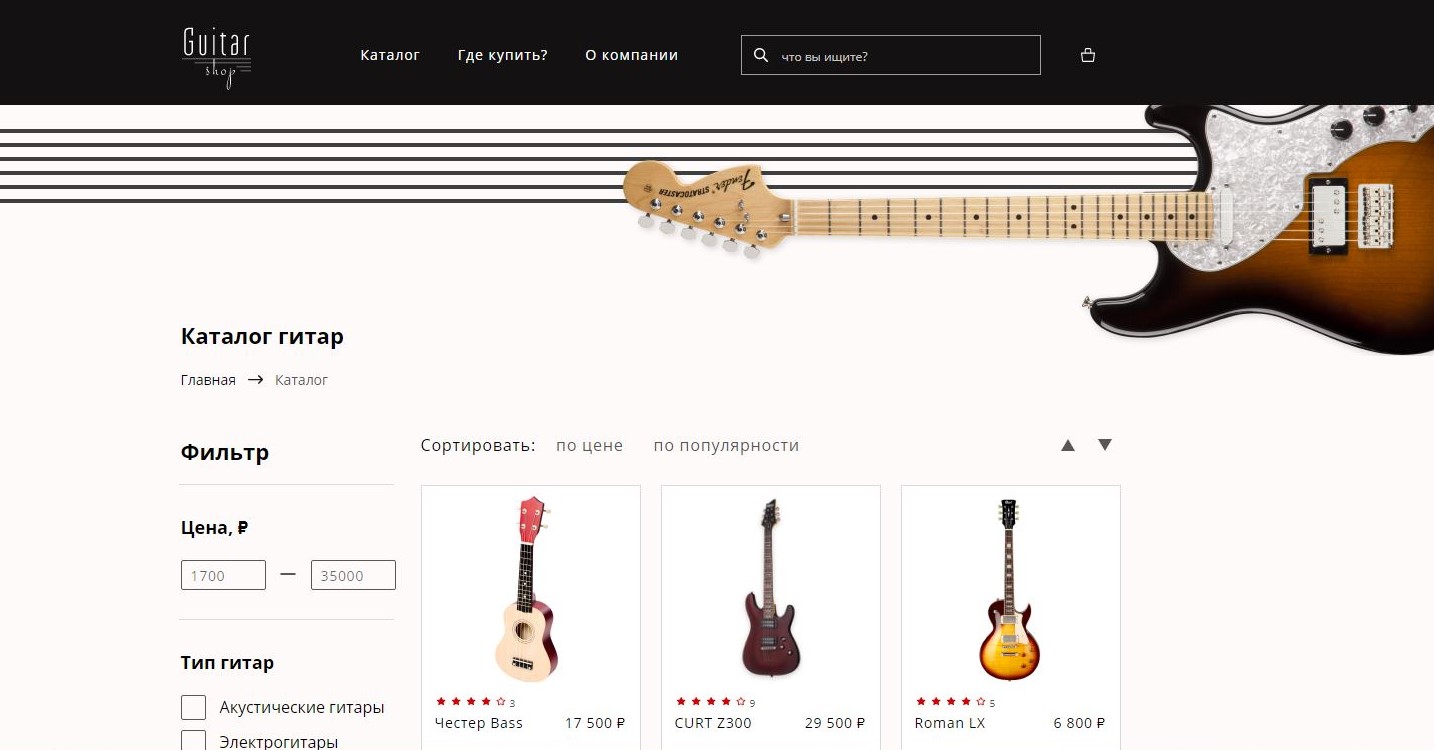 Guitar
shop
Каталог
Где купить?
О компании
что вы ищите?
Fender
STRATOCASTER
Каталог гитар
Главная → Каталог
Фильтр
Цена, ₽
1700 — 35000
Тип гитар
Акустические гитары
Электрогитары
Сортировать: по цене по популярности
3
Честер Bass 17 500 ₽
9
CURT Z300 29 500 ₽
5
Roman LX 6 800 ₽